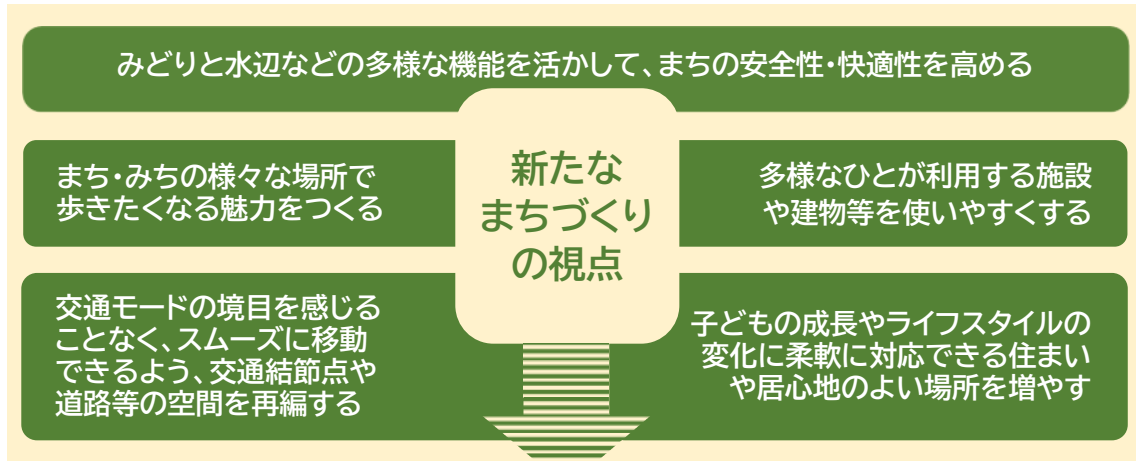 みどりと水辺などの多様な機能を活かして、まちの安全性・快適性を高める
まち・みちの様々な場所で
歩きたくなる魅力をつくる
新たな
まちづくり
の視点
多様なひとが利用する施設
や建物等を使いやすくする
交通モードの境目を感じる
ことなく、スムーズに移動
できるよう、交通結節点や
道路等の空間を再編する
子どもの成長やライフスタイルの
変化に柔軟に対応できる住まい
や居心地のよい場所を増やす